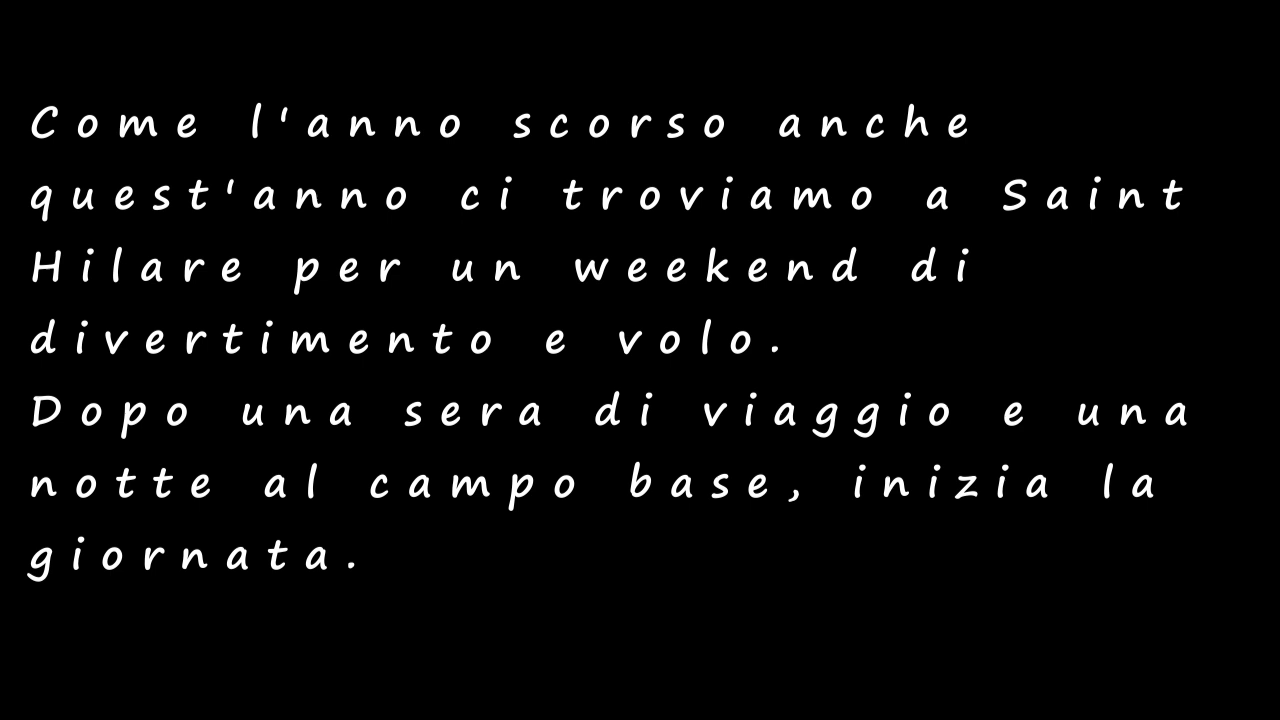 Come l'anno scorso anche
quest'anno ci troviamo a Saint
Hilare per un weekend di
divertimento e volo.
Dopo una sera di viaggio e una
notte al campo base, inizia la
giornata.